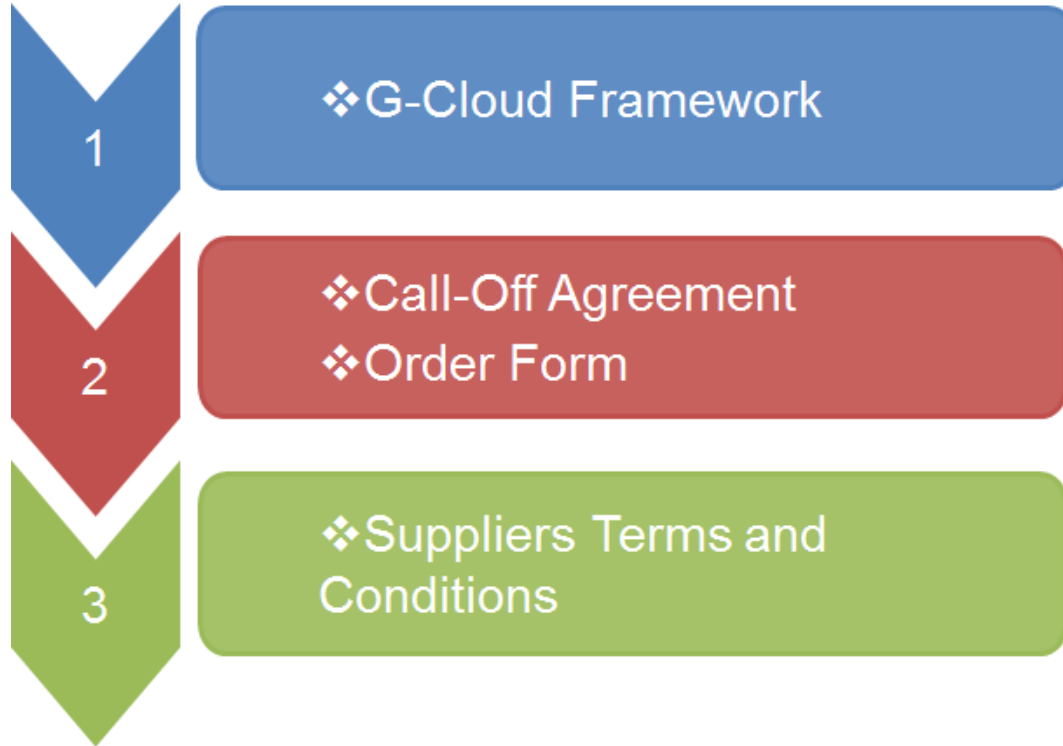 1
❖G-Cloud Framework
2
❖Call-Off Agreement
❖Order Form
3
❖Suppliers Terms and
Conditions